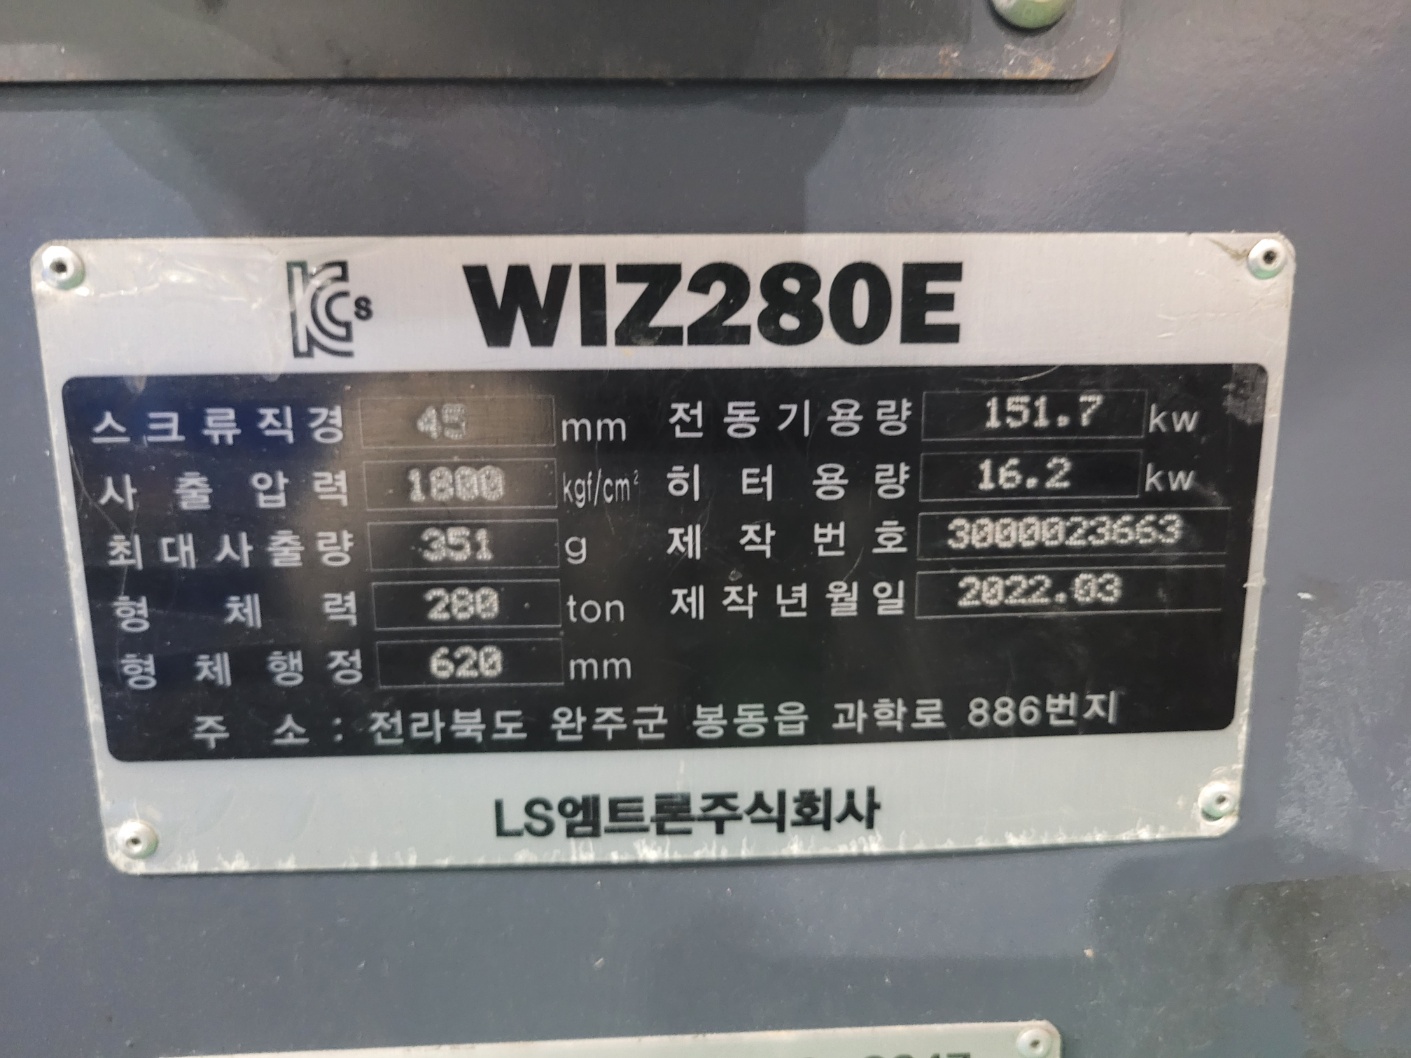 KCs WIZ280E
스크류직경 45 mm 전동기용량 151.7 kw
사출압력 1800 kgf/cm² 히터용량 16.2 kw
최대사출량 351 g 제작번호 3000023663
형체력 280 ton 제작년월일 2022.03
형체행정 620 mm
주소 : 전라북도 완주군 봉동읍 과학로 886번지
LS엠트론주식회사